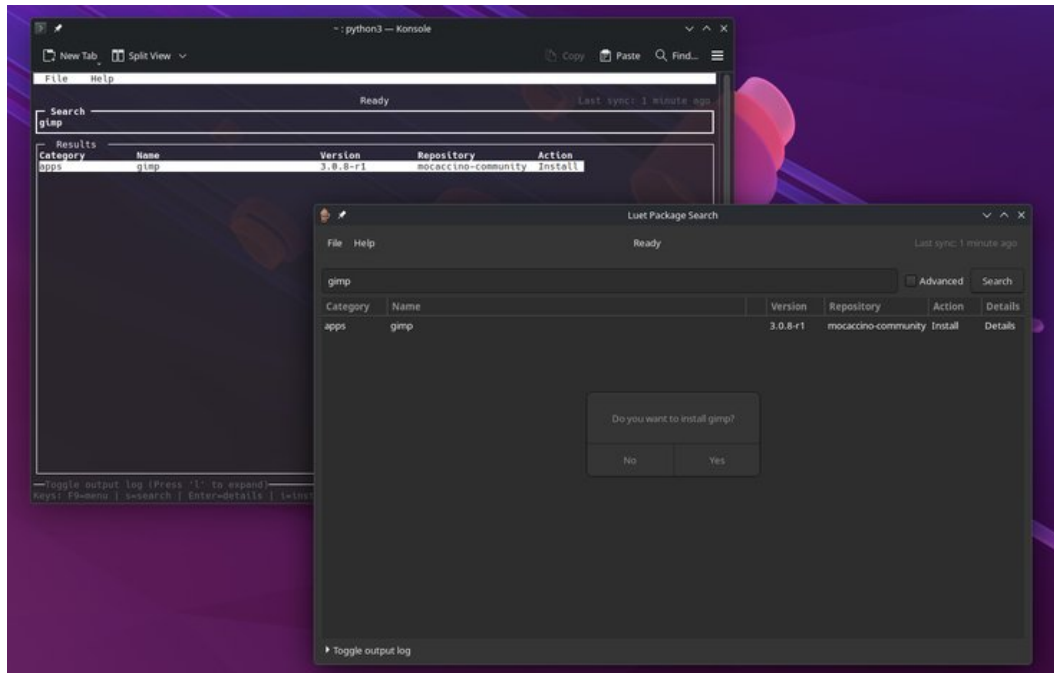 ~ : python3 — Konsole
New Tab Split View Copy Paste Find...
File Help
Ready Last sync: 1 minute ago
Search
gimp
Results
Category Name Version Repository Action
apps gimp 3.0.8-r1 mocaccino-community Install
Toggle output log (Press 'l' to expand)
Keys: F9=menu | s=search | Enter=details | i=inst
Luet Package Search
File Help Ready Last sync: 1 minute ago
gimp Advanced Search
Category Name Version Repository Action Details
apps gimp 3.0.8-r1 mocaccino-community Install Details
Do you want to install gimp?
No Yes
Toggle output log